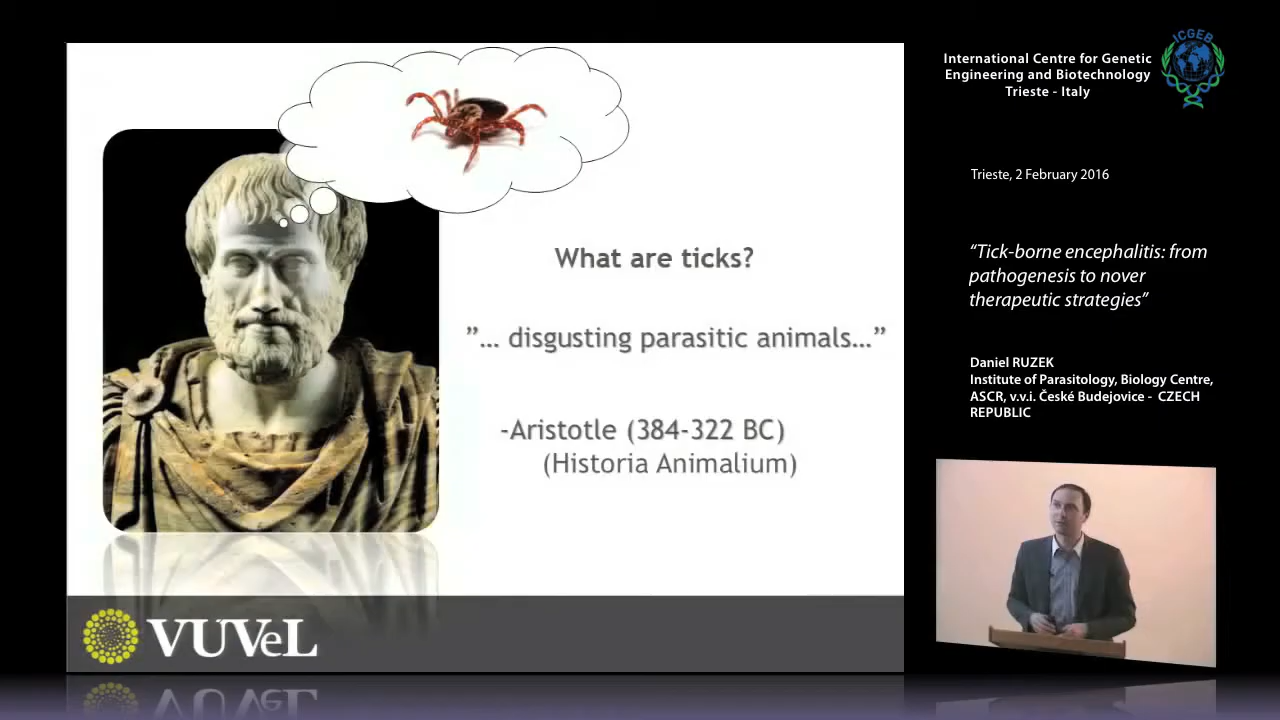 What are ticks?
”... disgusting parasitic animals...”
-Aristotle (384-322 BC)
(Historia Animalium)
VUVeL
International Centre for Genetic
Engineering and Biotechnology
Trieste - Italy
ICGEB
Trieste, 2 February 2016
“Tick-borne encephalitis: from
pathogenesis to nover
therapeutic strategies”
Daniel RUZEK
Institute of Parasitology, Biology Centre,
ASCR, v.v.i. České Budejovice - CZECH
REPUBLIC